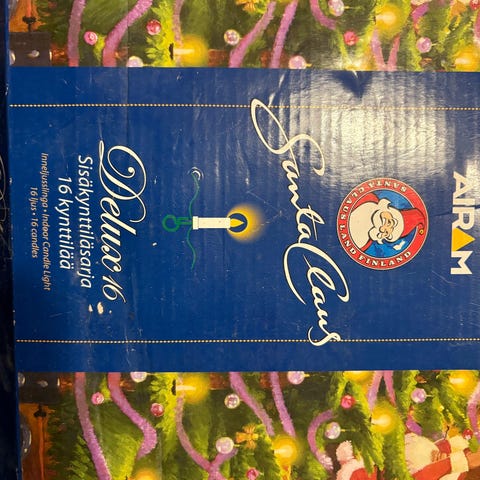 AIRAM
SANTA CLAUS LAND FINLAND
Santa Claus
Delux 16
Sisäkynttiläsarja
16 kynttilää
Inneljusslinga • Indoor Candle Light
16 ljus • 16 candles